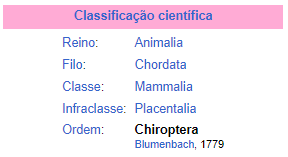 Classificação científica
Reino: Animalia
Filo: Chordata
Classe: Mammalia
Infraclasse: Placentalia
Ordem: Chiroptera
Blumenbach, 1779